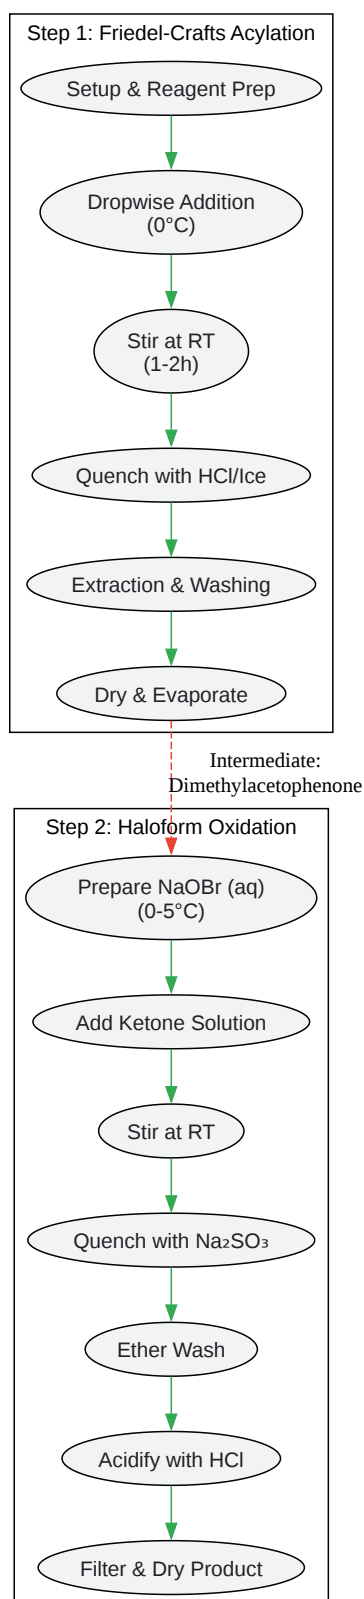 Step 1: Friedel-Crafts Acylation
Setup & Reagent Prep
Dropwise Addition
(0°C)
Stir at RT
(1-2h)
Quench with HCl/Ice
Extraction & Washing
Dry & Evaporate
Intermediate:
Dimethylacetophenone
Step 2: Haloform Oxidation
Prepare NaOBr (aq)
(0-5°C)
Add Ketone Solution
Stir at RT
Quench with Na₂SO₃
Ether Wash
Acidify with HCl
Filter & Dry Product